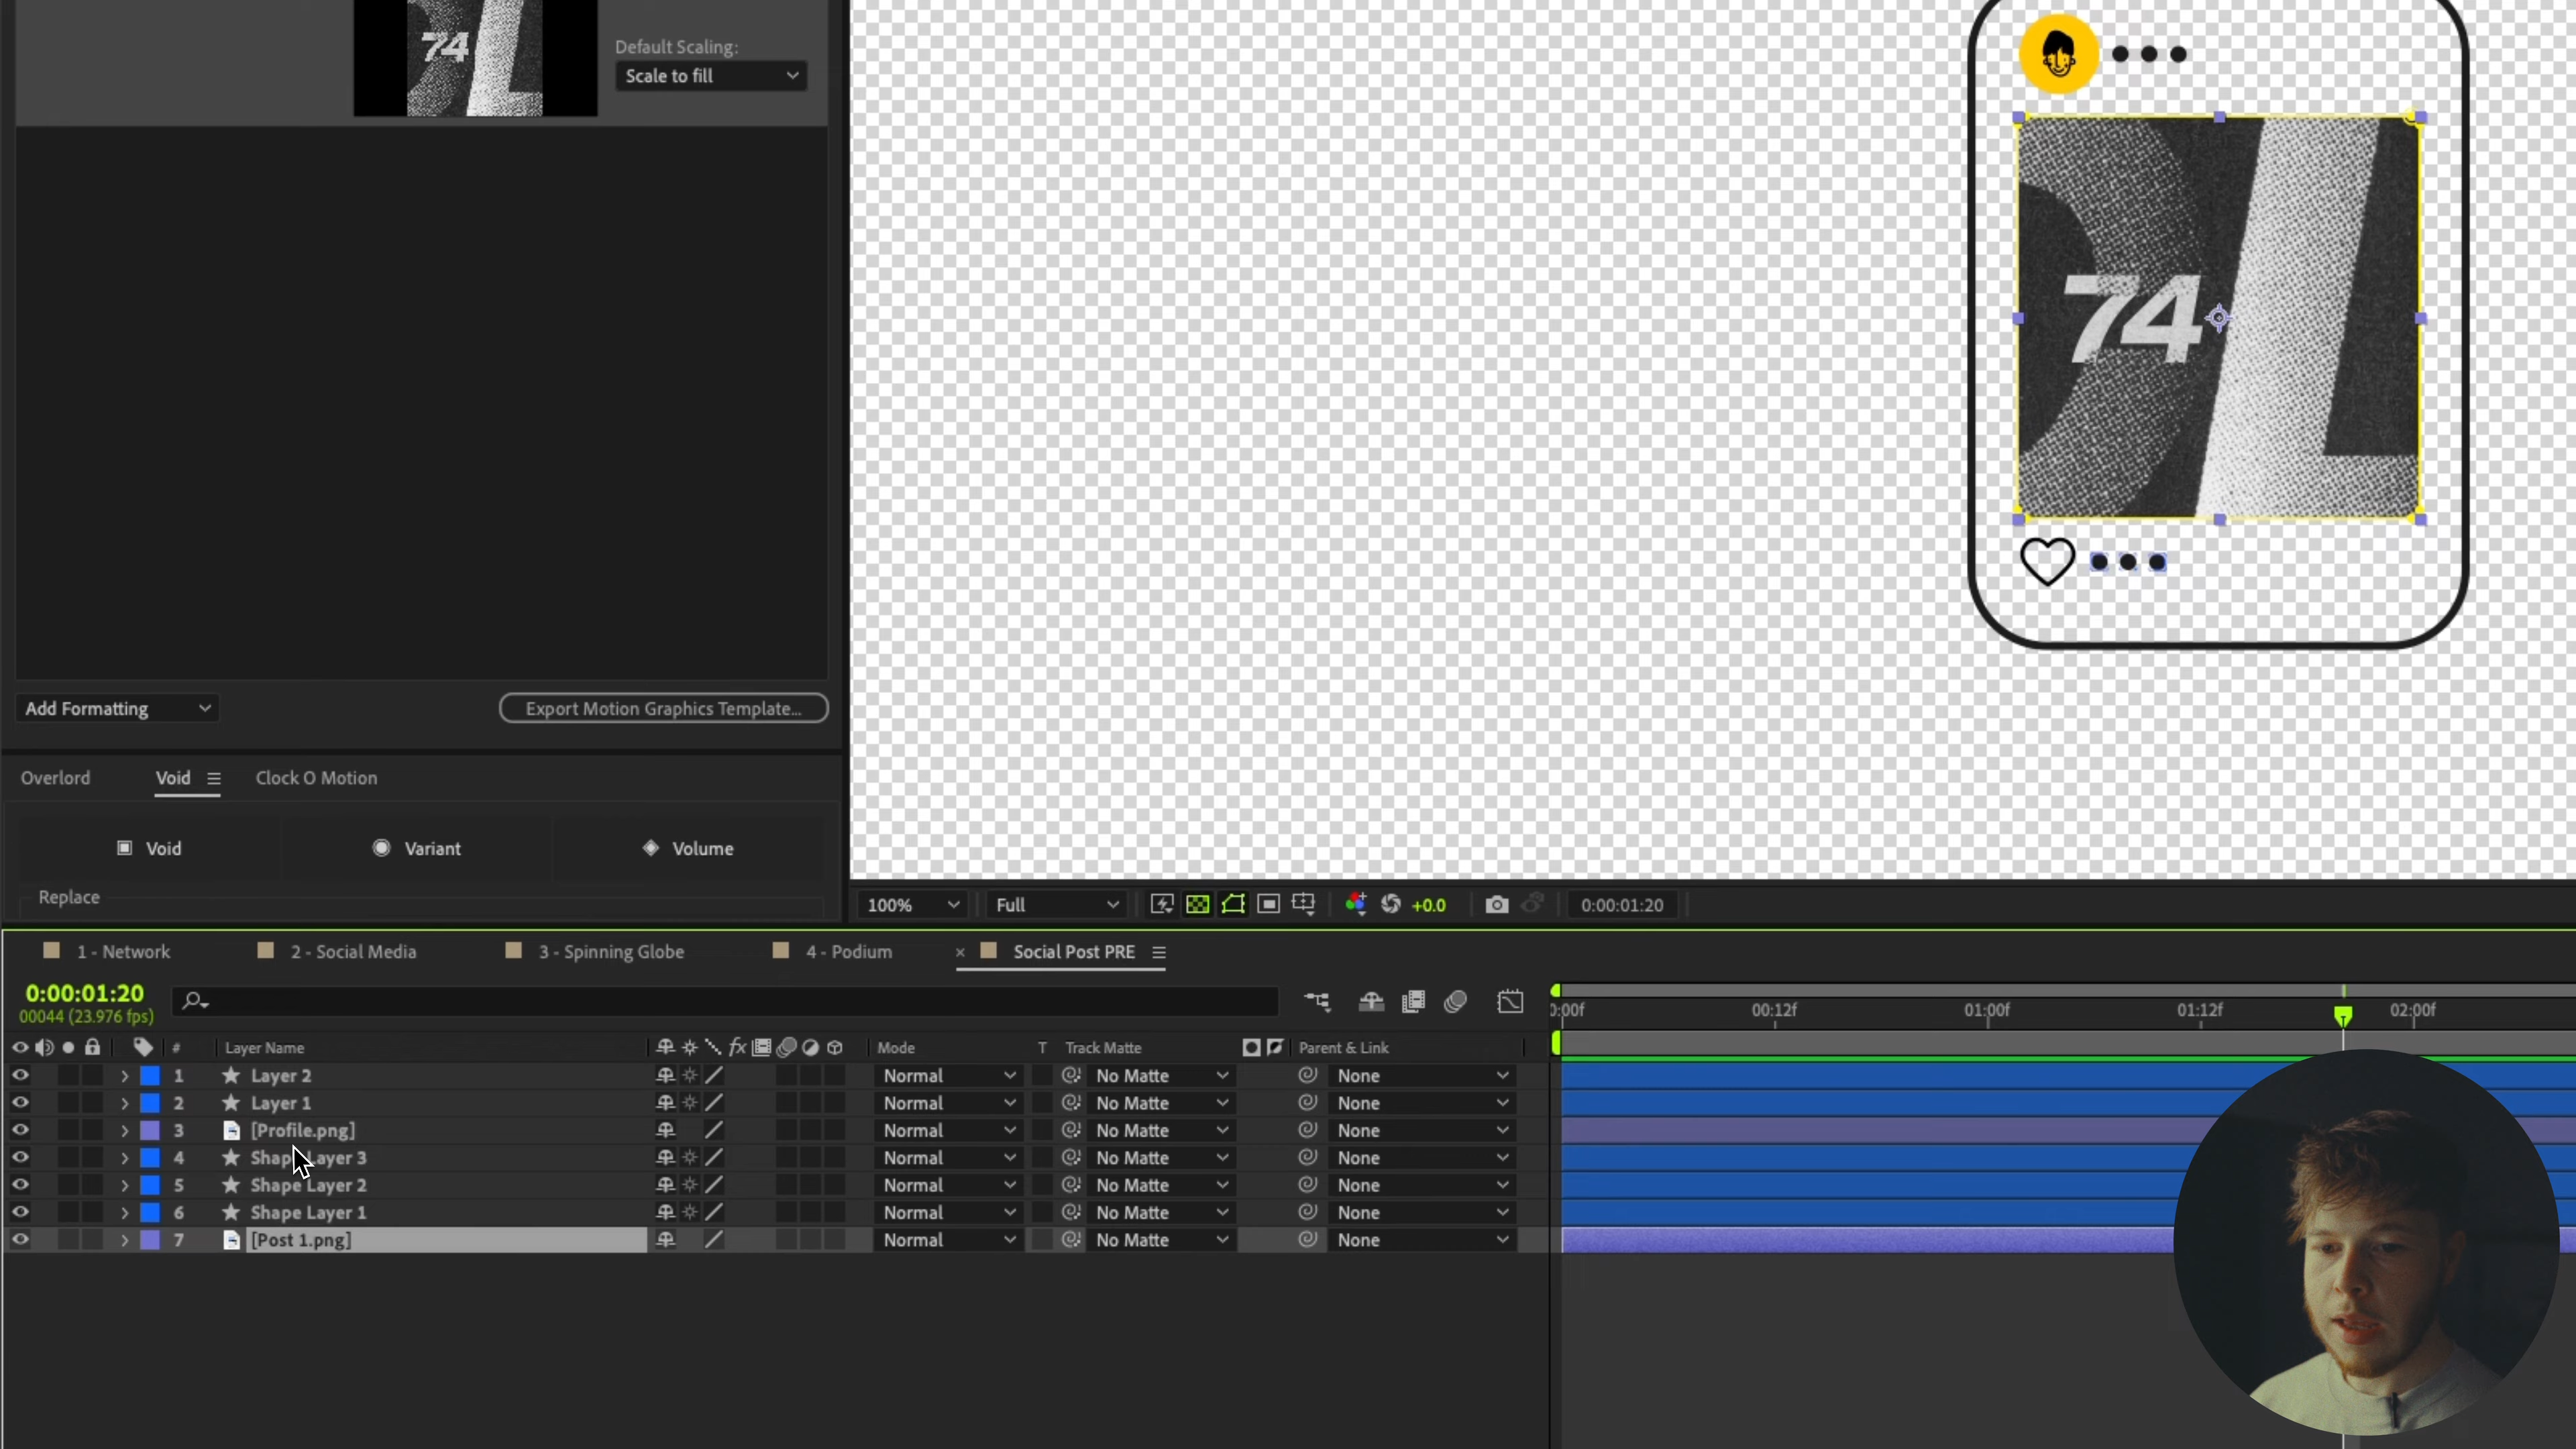 74
Default Scaling:
Scale to fill
74
Add Formatting
Export Motion Graphics Template...
Overlord
Void
Clock O Motion
Void
Variant
Volume
Replace
100%
Full
+0.0
0:00:01:20
1 - Network
2 - Social Media
3 - Spinning Globe
4 - Podium
× Social Post PRE
0:00:01:20
00044 (23.976 fps)
0:00f
00:12f
01:00f
01:12f
02:00f
# Layer Name fx Mode T Track Matte Parent & Link
1 Layer 2 Normal No Matte None
2 Layer 1 Normal No Matte None
3 [Profile.png] Normal No Matte None
4 Shape Layer 3 Normal No Matte None
5 Shape Layer 2 Normal No Matte None
6 Shape Layer 1 Normal No Matte None
7 [Post 1.png] Normal No Matte None